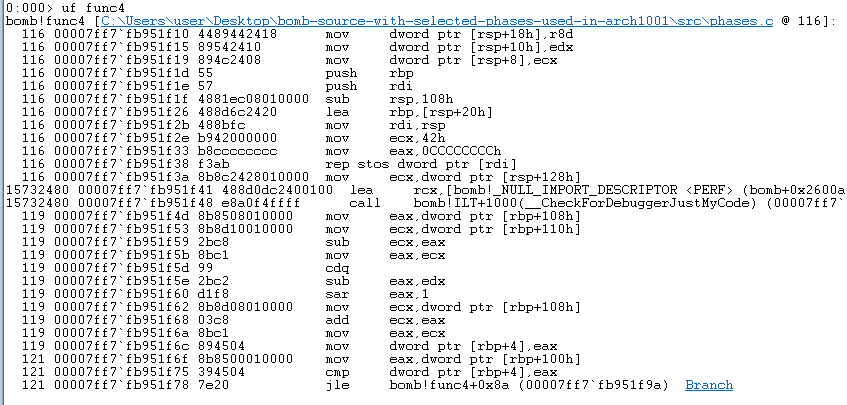 0:000> uf func4
bomb!func4 [C:\Users\user\Desktop\bomb-source-with-selected-phases-used-in-arch1001\src\phases.c @ 116]:
116 00007ff7`fb951f10 4489442418 mov dword ptr [rsp+18h],r8d
116 00007ff7`fb951f15 89542410 mov dword ptr [rsp+10h],edx
116 00007ff7`fb951f19 894c2408 mov dword ptr [rsp+8],ecx
116 00007ff7`fb951f1d 55 push rbp
116 00007ff7`fb951f1e 57 push rdi
116 00007ff7`fb951f1f 4881ec08010000 sub rsp,108h
116 00007ff7`fb951f26 488d6c2420 lea rbp,[rsp+20h]
116 00007ff7`fb951f2b 488bfc mov rdi,rsp
116 00007ff7`fb951f2e b942000000 mov ecx,42h
116 00007ff7`fb951f33 b8cccccccc mov eax,0CCCCCCCCh
116 00007ff7`fb951f38 f3ab rep stos dword ptr [rdi]
116 00007ff7`fb951f3a 8b8c2428010000 mov ecx,dword ptr [rsp+128h]
15732480 00007ff7`fb951f41 488d0dc2400100 lea rcx,[bomb!_NULL_IMPORT_DESCRIPTOR <PERF> (bomb+0x2600a
15732480 00007ff7`fb951f48 e8a0f4ffff call bomb!ILT+1000(__CheckForDebuggerJustMyCode) (00007ff7`
119 00007ff7`fb951f4d 8b8508010000 mov eax,dword ptr [rbp+108h]
119 00007ff7`fb951f53 8b8d10010000 mov ecx,dword ptr [rbp+110h]
119 00007ff7`fb951f59 2bc8 sub ecx,eax
119 00007ff7`fb951f5b 8bc1 mov eax,ecx
119 00007ff7`fb951f5d 99 cdq
119 00007ff7`fb951f5e 2bc2 sub eax,edx
119 00007ff7`fb951f60 d1f8 sar eax,1
119 00007ff7`fb951f62 8b8d08010000 mov ecx,dword ptr [rbp+108h]
119 00007ff7`fb951f68 03c8 add ecx,eax
119 00007ff7`fb951f6a 8bc1 mov eax,ecx
119 00007ff7`fb951f6c 894504 mov dword ptr [rbp+4],eax
121 00007ff7`fb951f6f 8b8500010000 mov eax,dword ptr [rbp+100h]
121 00007ff7`fb951f75 394504 cmp dword ptr [rbp+4],eax
121 00007ff7`fb951f78 7e20 jle bomb!func4+0x8a (00007ff7`fb951f9a) Branch